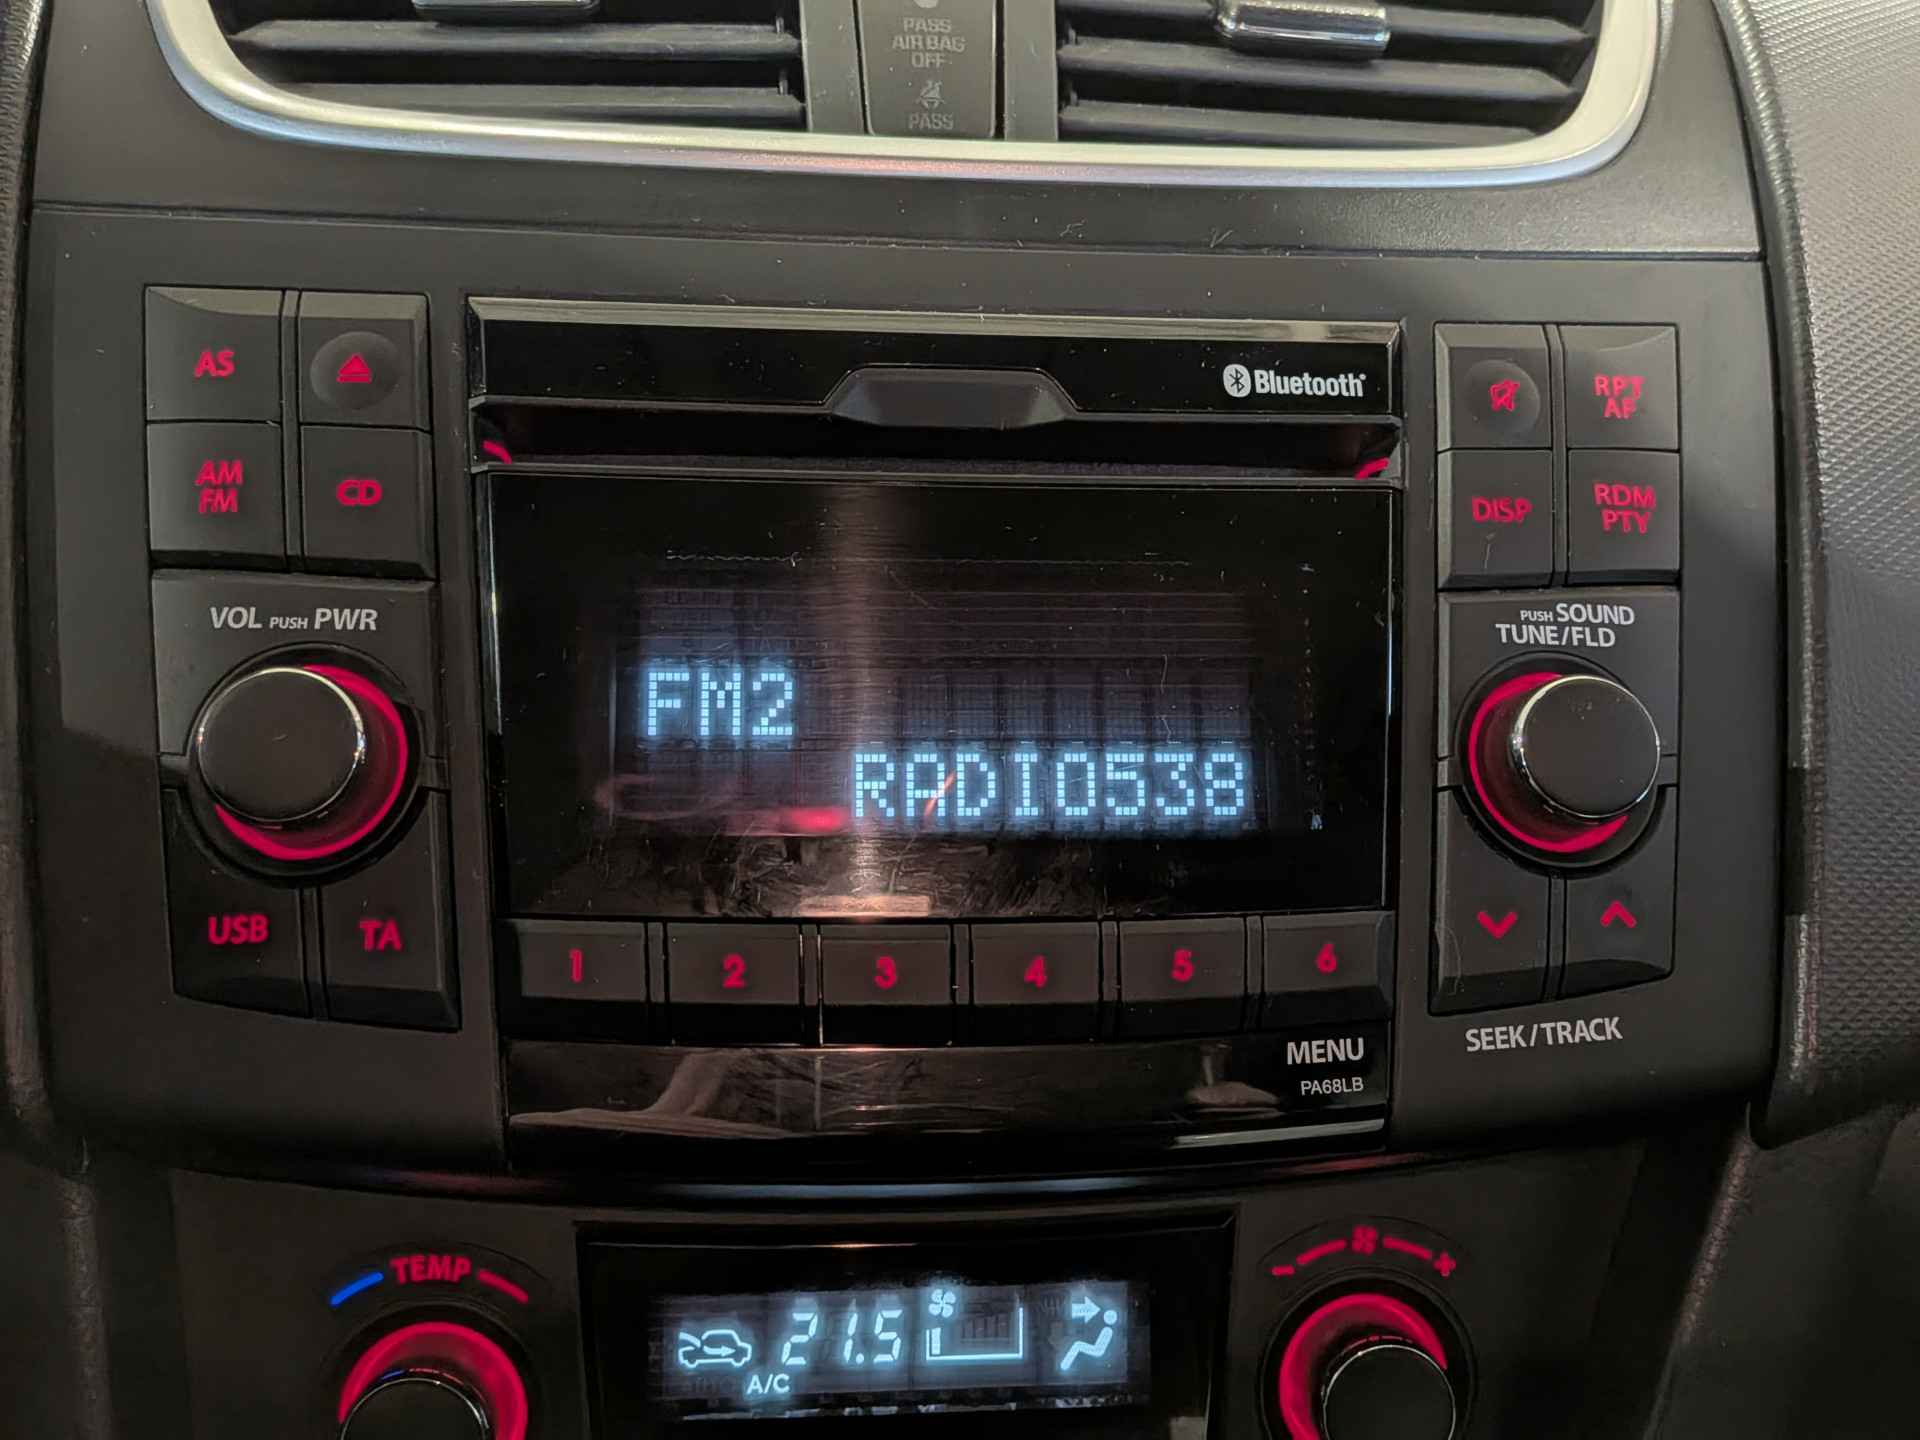 PASS
AIR BAG
OFF
PASS
AS
Bluetooth
RPT
AF
AM
FM
CD
DISP
RDM
PTY
VOL PUSH PWR
PUSH SOUND
TUNE/FLD
FM2
RADIO538
USB
TA
1 2 3 4 5 6
MENU
PA68LB
SEEK/TRACK
TEMP
- +
21.5
A/C